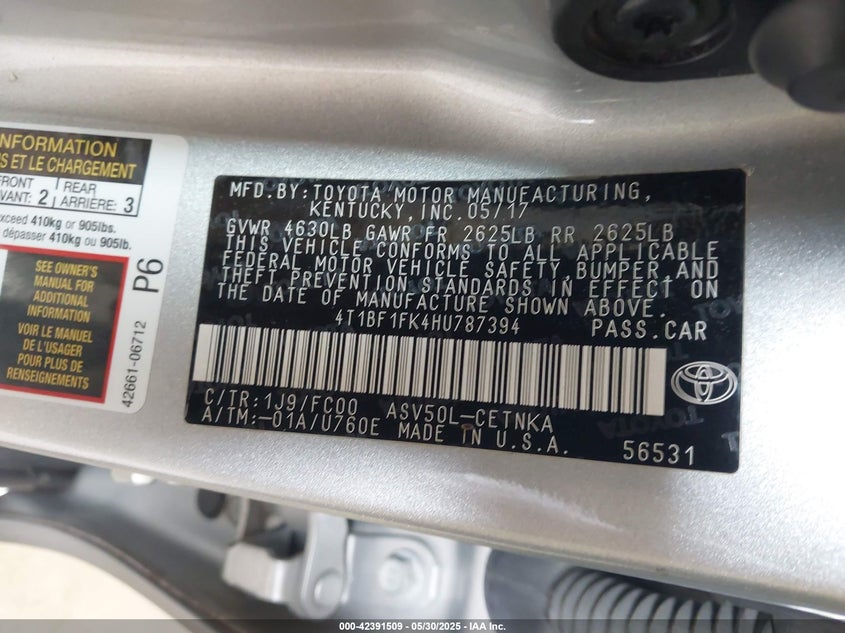 INFORMATION
S ET LE CHARGEMENT
FRONT
VANT: 2
REAR
ARRIÈRE: 3
exceed 410kg or 905lbs.
dépasser 410kg ou 905lb.
SEE OWNER'S
MANUAL FOR
ADDITIONAL
INFORMATION
VOIR LE MANUEL
DE L'USAGER
POUR PLUS DE
RENSEIGNEMENTS
P6
42661-06712
MFD.BY:TOYOTA MOTOR MANUFACTURING,
KENTUCKY, INC.05/17
GVWR 4630LB GAWR FR 2625LB RR 2625LB
THIS VEHICLE CONFORMS TO ALL APPLICABLE
FEDERAL MOTOR VEHICLE SAFETY, BUMPER, AND
THEFT PREVENTION STANDARDS IN EFFECT ON
THE DATE OF MANUFACTURE SHOWN ABOVE.
4T1BF1FK4HU787394 PASS.CAR
C/TR:1J9/FC00 ASV50L-CETNKA
A/TM:-01A/U760E MADE IN U.S.A.
56531
000-42391509 - 05/30/2025 - IAA Inc.